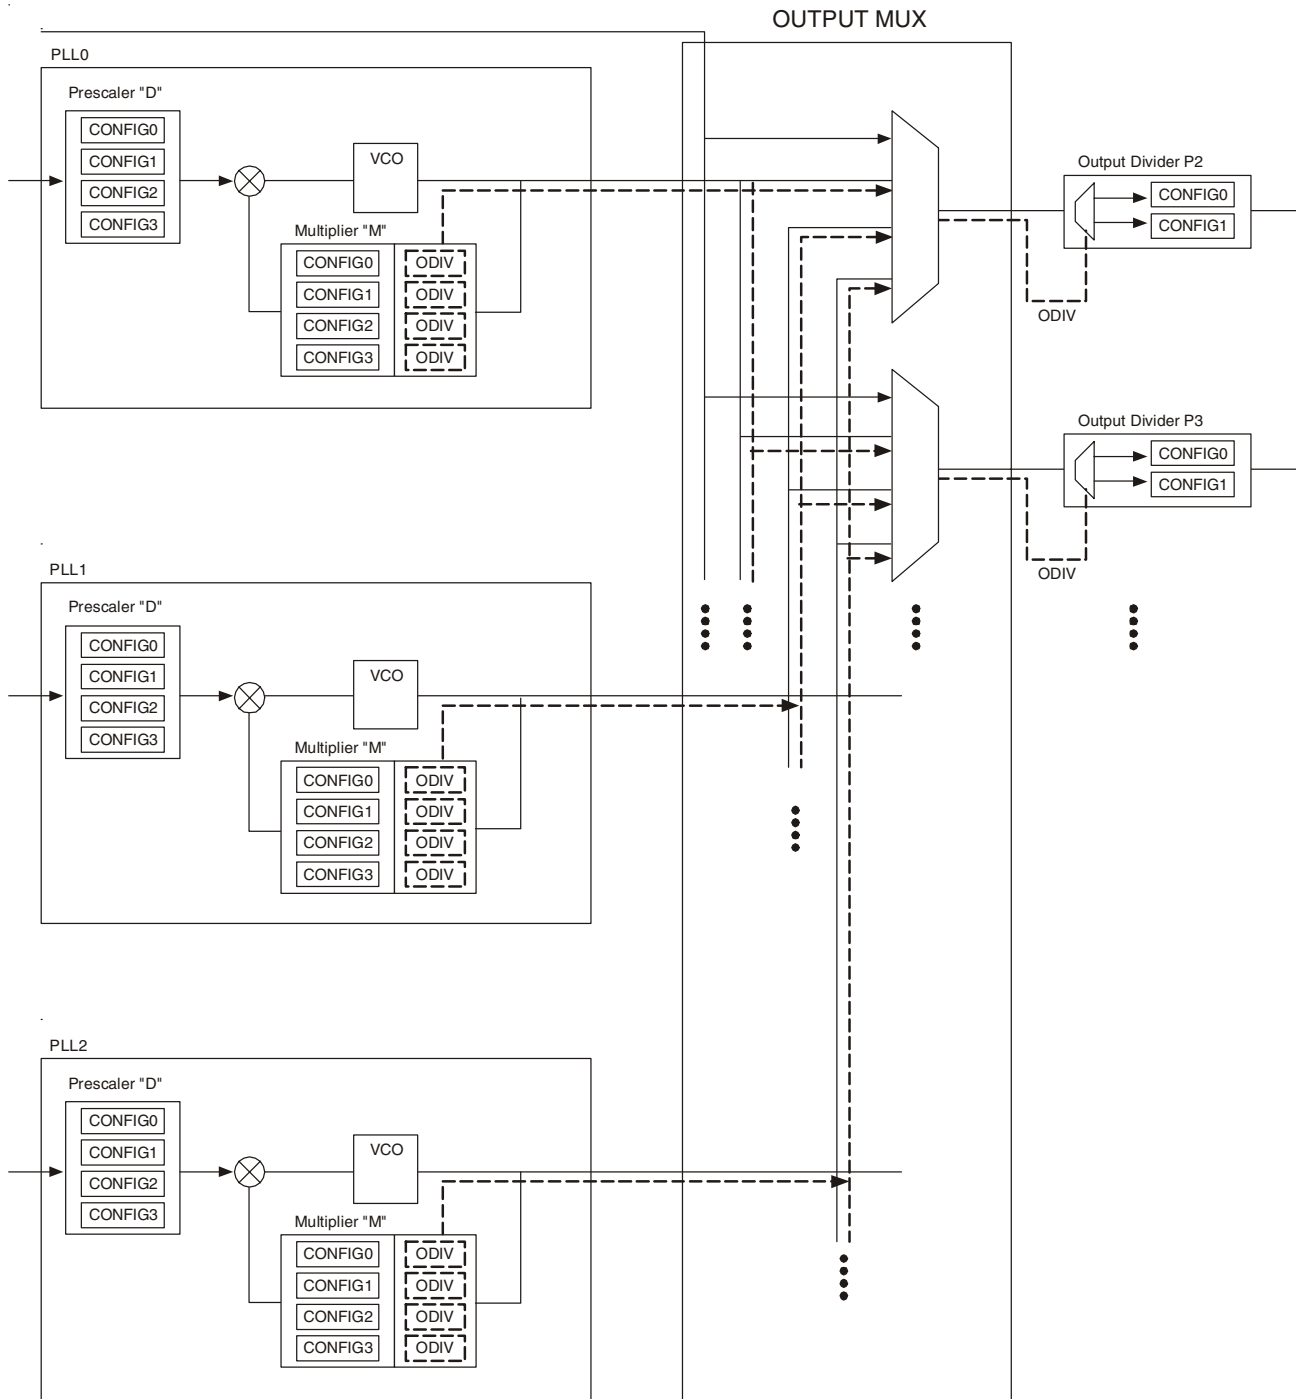 OUTPUT MUX
PLL0
Prescaler "D"
CONFIG0
CONFIG1
CONFIG2
CONFIG3
VCO
Multiplier "M"
CONFIG0 ODIV
CONFIG1 ODIV
CONFIG2 ODIV
CONFIG3 ODIV
Output Divider P2
CONFIG0
CONFIG1
ODIV
Output Divider P3
CONFIG0
CONFIG1
ODIV
PLL1
Prescaler "D"
CONFIG0
CONFIG1
CONFIG2
CONFIG3
VCO
Multiplier "M"
CONFIG0 ODIV
CONFIG1 ODIV
CONFIG2 ODIV
CONFIG3 ODIV
PLL2
Prescaler "D"
CONFIG0
CONFIG1
CONFIG2
CONFIG3
VCO
Multiplier "M"
CONFIG0 ODIV
CONFIG1 ODIV
CONFIG2 ODIV
CONFIG3 ODIV